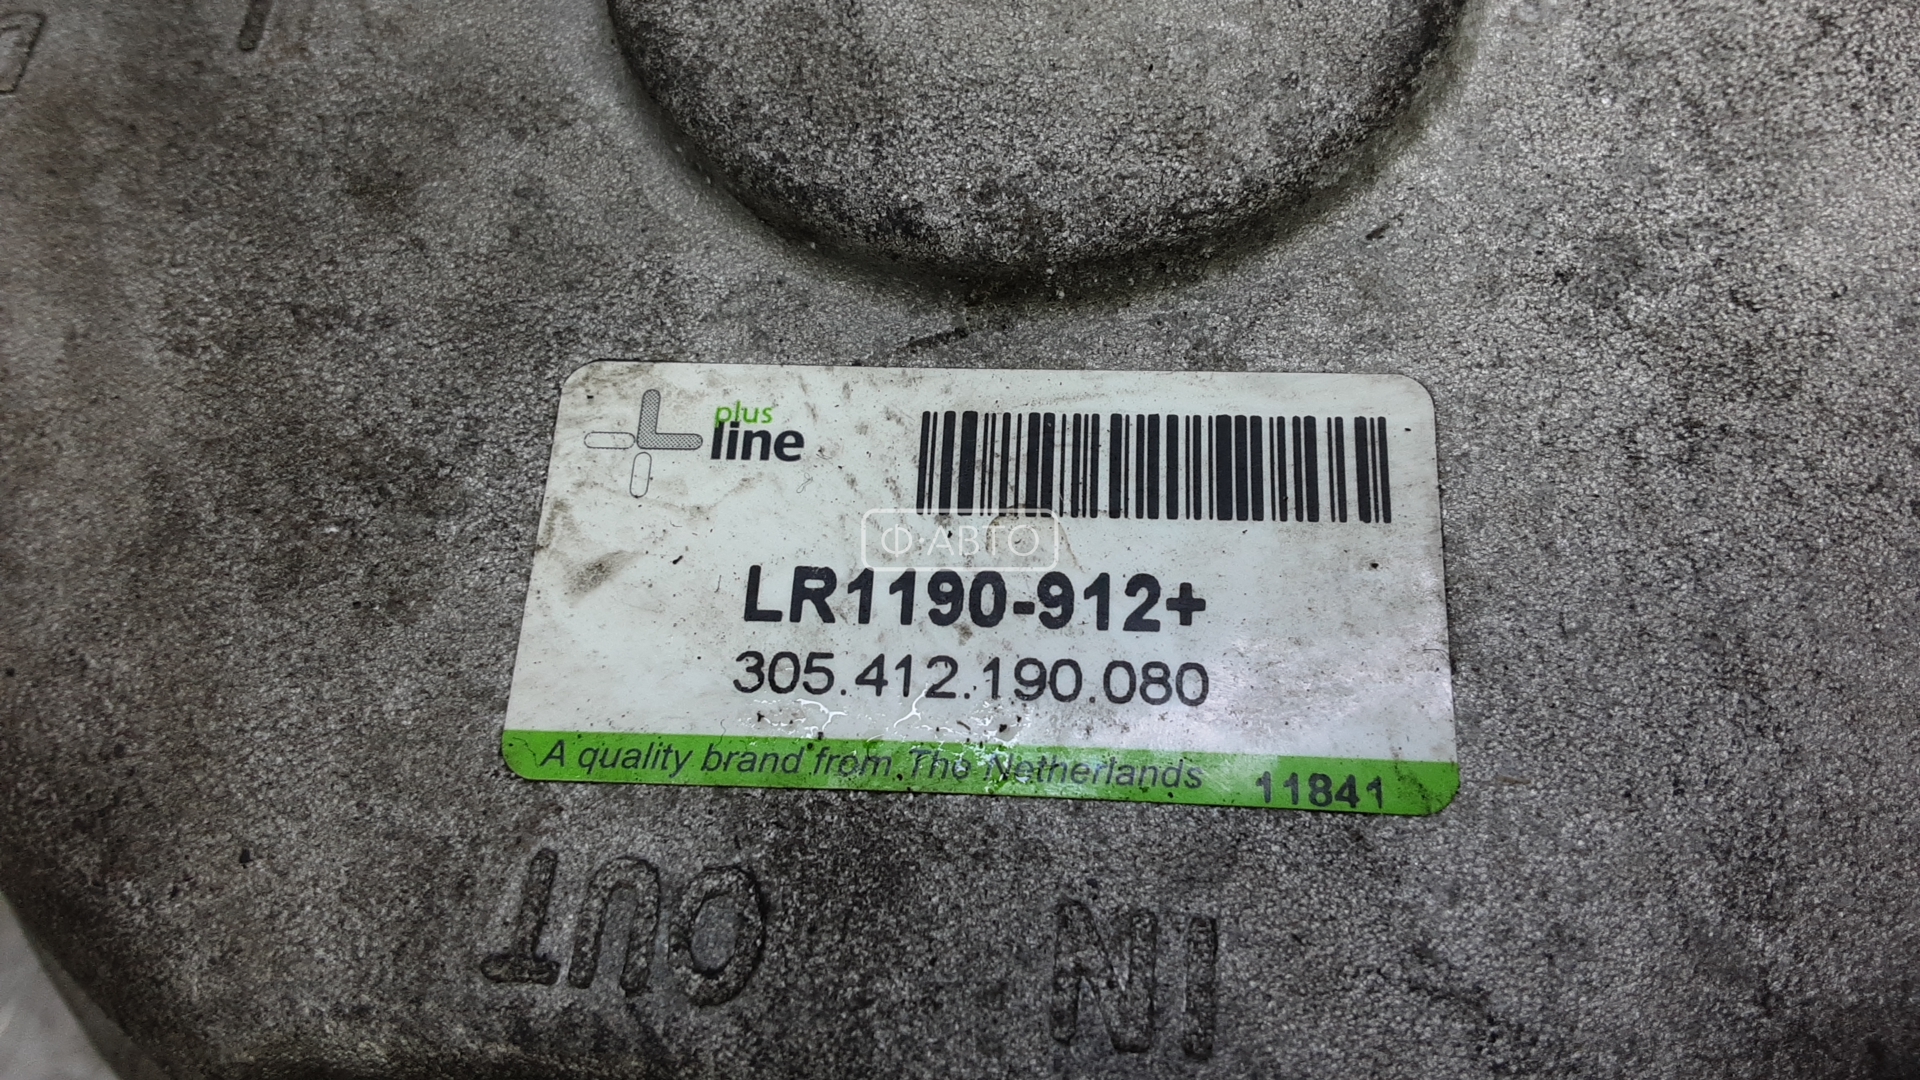 plus
line
Ф·АВТО
LR1190-912+
305.412.190.080
A quality brand from The Netherlands 11841
OUT IN